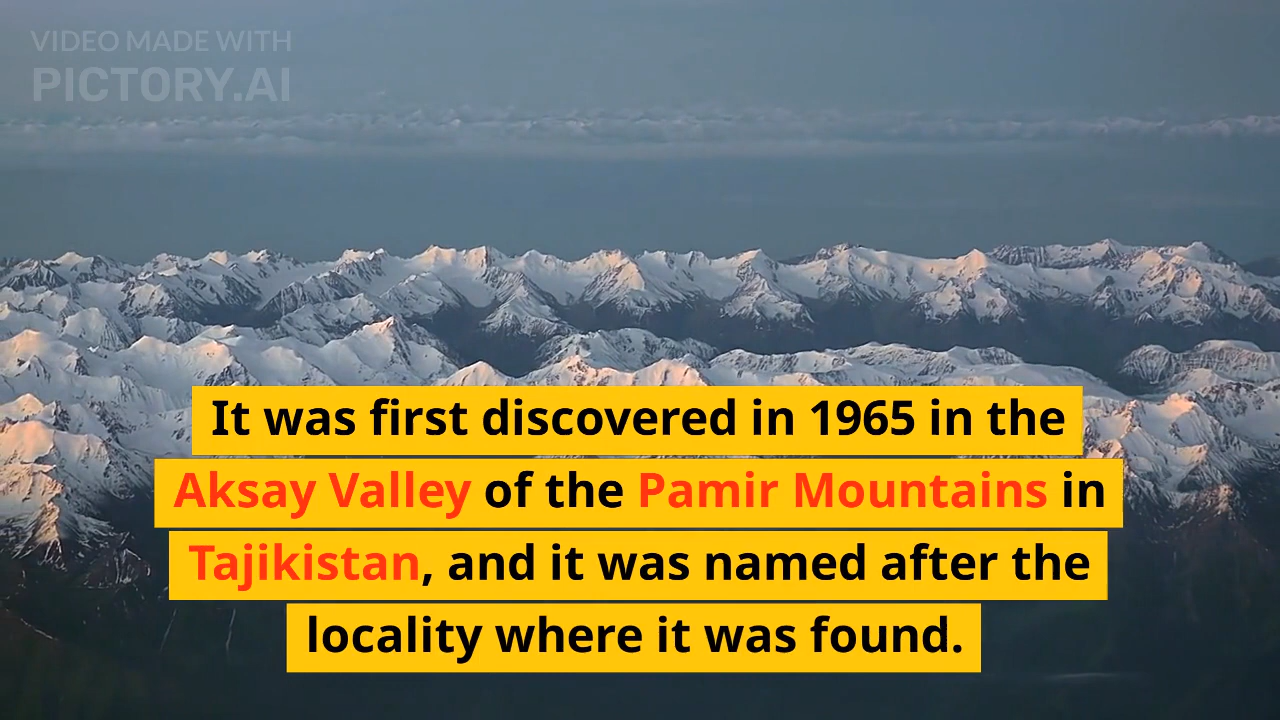 VIDEO MADE WITH
PICTORY.AI
It was first discovered in 1965 in the
Aksay Valley of the Pamir Mountains in
Tajikistan, and it was named after the
locality where it was found.